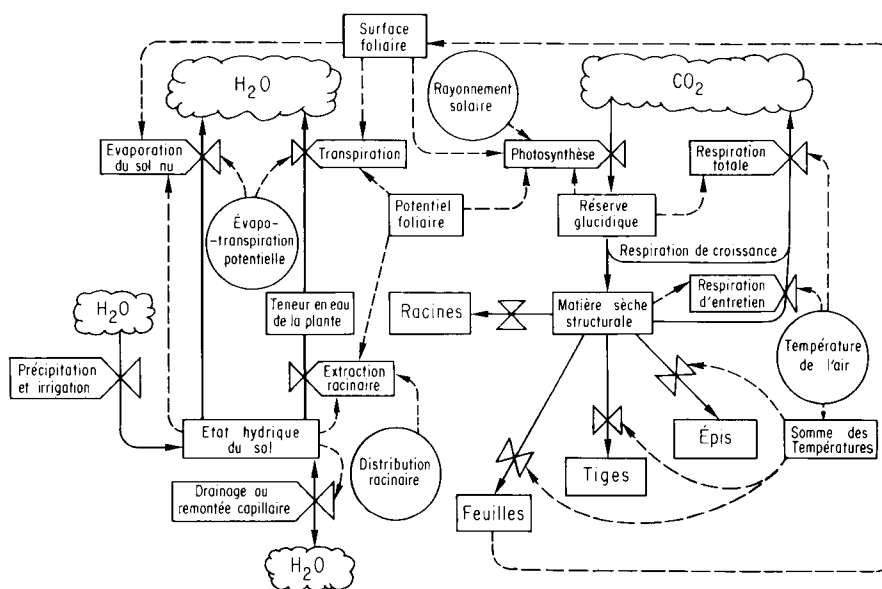 Surface
foliaire
H2O
Rayonnement
solaire
CO2
Evaporation
du sol nu
Transpiration
Photosynthèse
Respiration
totale
Potentiel
foliaire
Réserve
glucidique
Évapo-
-transpiration
potentielle
Respiration de croissance
H2O
Teneur en eau
de la plante
Racines
Matière sèche
structurale
Respiration
d'entretien
Précipitation
et irrigation
Extraction
racinaire
Température
de l'air
Etat hydrique
du sol
Distribution
racinaire
Épis
Somme des
Températures
Tiges
Drainage ou
remontée capillaire
Feuilles
H2O